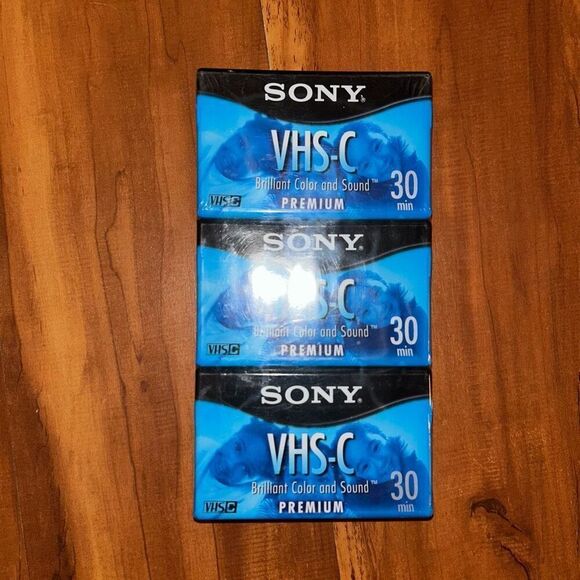 SONY
VHS-C
Brilliant Color and Sound™
30
min
VHS C
PREMIUM
SONY
-C
Color and Sound™
30
min
VHS C
PREMIUM
SONY
VHS-C
Brilliant Color and Sound™
30
min
VHS C
PREMIUM